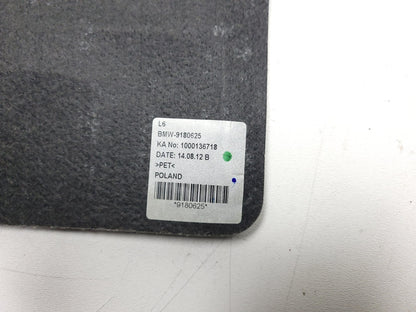 L6
BMW-9180625
KA No: 1000136718
DATE: 14.08.12 B
>PET<
POLAND
*9180625*